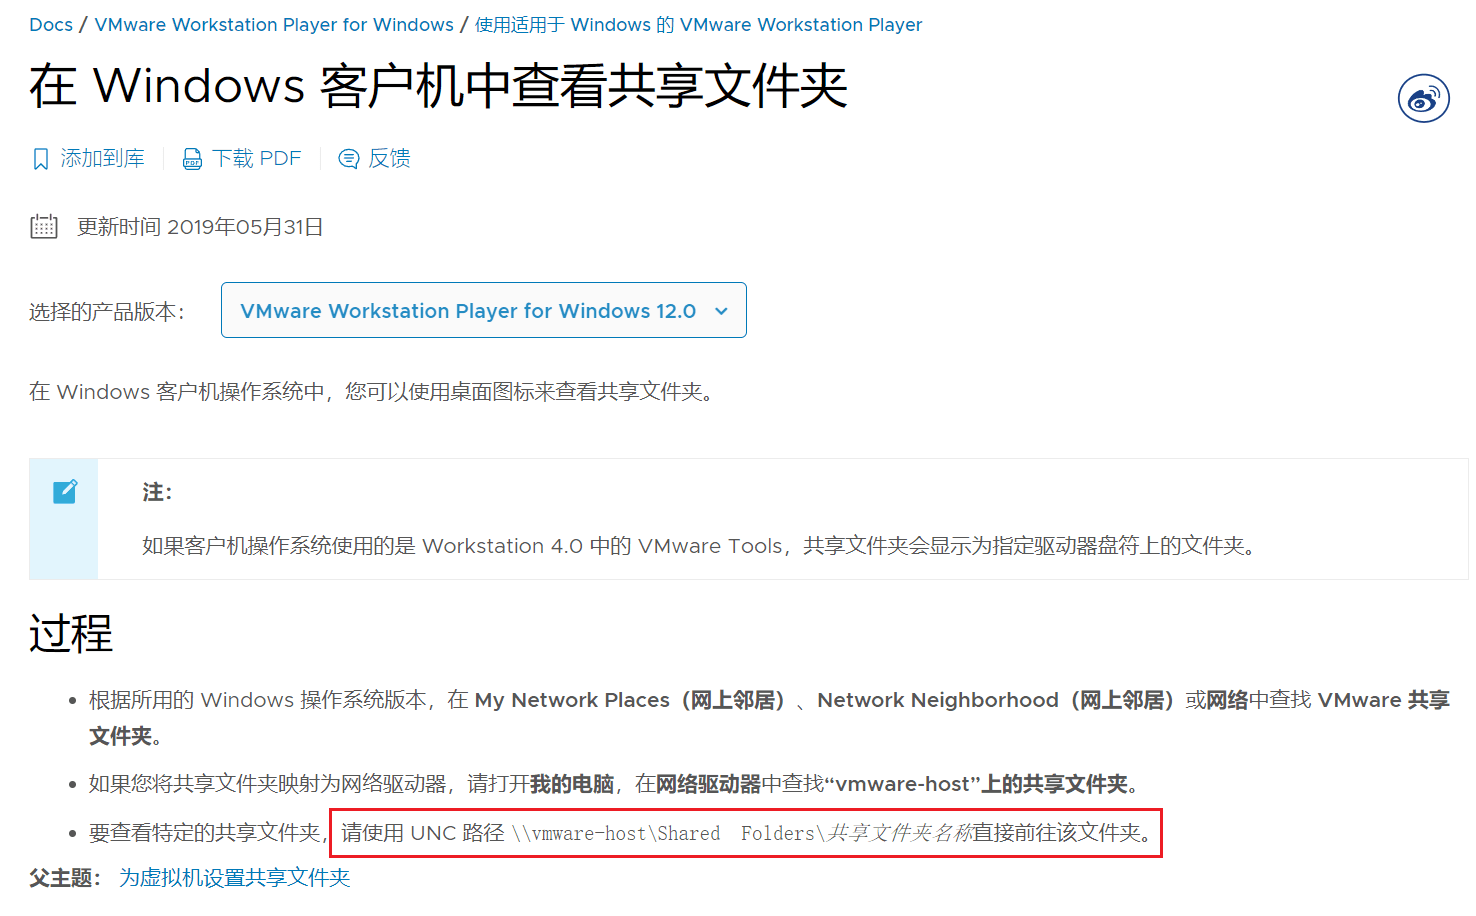 Docs / VMware Workstation Player for Windows / 使用适用于 Windows 的 VMware Workstation Player
在 Windows 客户机中查看共享文件夹
添加到库 下载 PDF 反馈
更新时间 2019年05月31日
选择的产品版本： VMware Workstation Player for Windows 12.0
在 Windows 客户机操作系统中，您可以使用桌面图标来查看共享文件夹。
注：
如果客户机操作系统使用的是 Workstation 4.0 中的 VMware Tools，共享文件夹会显示为指定驱动器盘符上的文件夹。
过程
• 根据所用的 Windows 操作系统版本，在 My Network Places（网上邻居）、Network Neighborhood（网上邻居）或网络中查找 VMware 共享
文件夹。
• 如果您将共享文件夹映射为网络驱动器，请打开我的电脑，在网络驱动器中查找“vmware-host”上的共享文件夹。
• 要查看特定的共享文件夹，请使用 UNC 路径 \\vmware-host\Shared Folders\共享文件夹名称直接前往该文件夹。
父主题： 为虚拟机设置共享文件夹